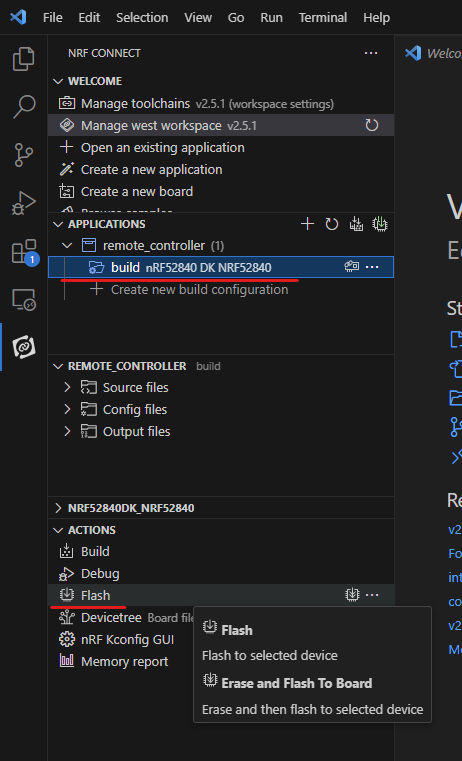 File Edit Selection View Go Run Terminal Help
NRF CONNECT
Welco
WELCOME
Manage toolchains v2.5.1 (workspace settings)
Manage west workspace v2.5.1
Open an existing application
Create a new application
Create a new board
Browse samples
APPLICATIONS
remote_controller (1)
build nRF52840 DK NRF52840
1
Create new build configuration
REMOTE_CONTROLLER build
Source files
Config files
Output files
NRF52840DK_NRF52840
ACTIONS
Build
Debug
Flash
Devicetree Board file
nRF Kconfig GUI
Memory report
Flash
Flash to selected device
Erase and Flash To Board
Erase and then flash to selected device
V
E
St
Re
v2
Fo
int
co
v2
Me